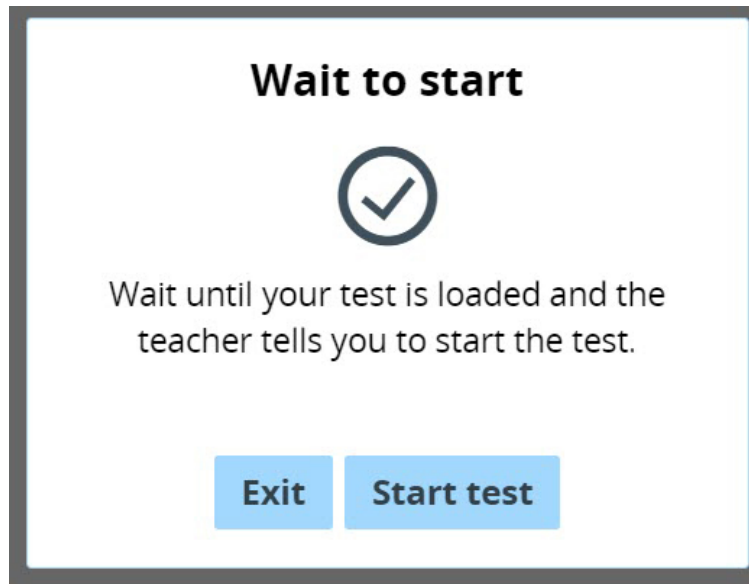 Wait to start
Wait until your test is loaded and the
teacher tells you to start the test.
Exit
Start test